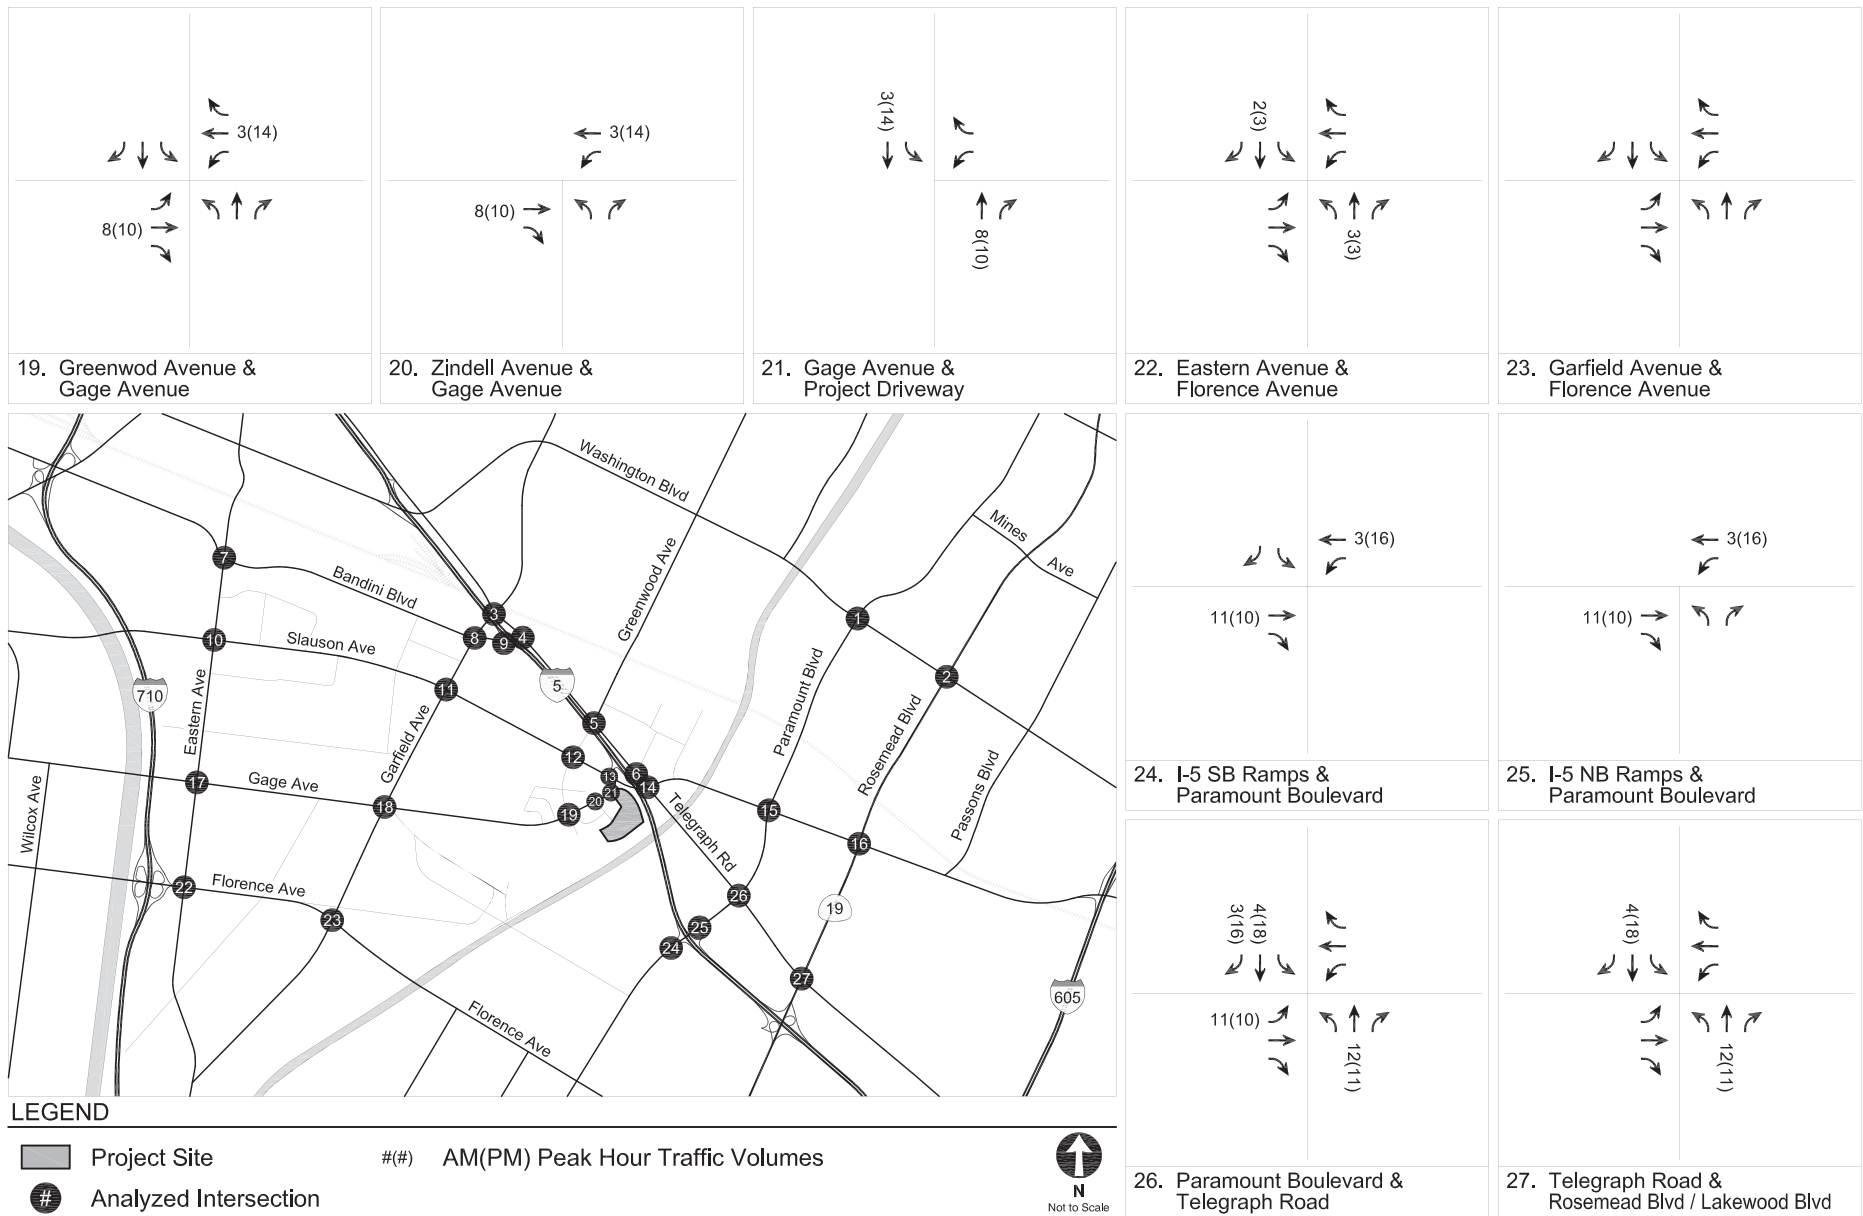 3(14)
8(10)
19. Greenwod Avenue &
Gage Avenue
3(14)
8(10)
20. Zindell Avenue &
Gage Avenue
3(14)
8(10)
21. Gage Avenue &
Project Driveway
2(3)
3(3)
22. Eastern Avenue &
Florence Avenue
23. Garfield Avenue &
Florence Avenue
Washington Blvd
Mines
Ave
Bandini Blvd
Greenwood Ave
Slauson Ave
Eastern Ave
Garfield Ave
Paramount Blvd
Rosemead Blvd
Passons Blvd
Gage Ave
Wilcox Ave
Telegraph Rd
Florence Ave
Florence Ave
710
5
19
605
1
2
3
4
5
6
7
8
9
10
11
12
13
14
15
16
17
18
19
20
21
22
23
24
25
26
27
3(16)
11(10)
24. I-5 SB Ramps &
Paramount Boulevard
3(16)
11(10)
25. I-5 NB Ramps &
Paramount Boulevard
3(16)
4(18)
11(10)
12(11)
26. Paramount Boulevard &
Telegraph Road
4(18)
12(11)
27. Telegraph Road &
Rosemead Blvd / Lakewood Blvd
LEGEND
Project Site
#(#) AM(PM) Peak Hour Traffic Volumes
# Analyzed Intersection
N
Not to Scale